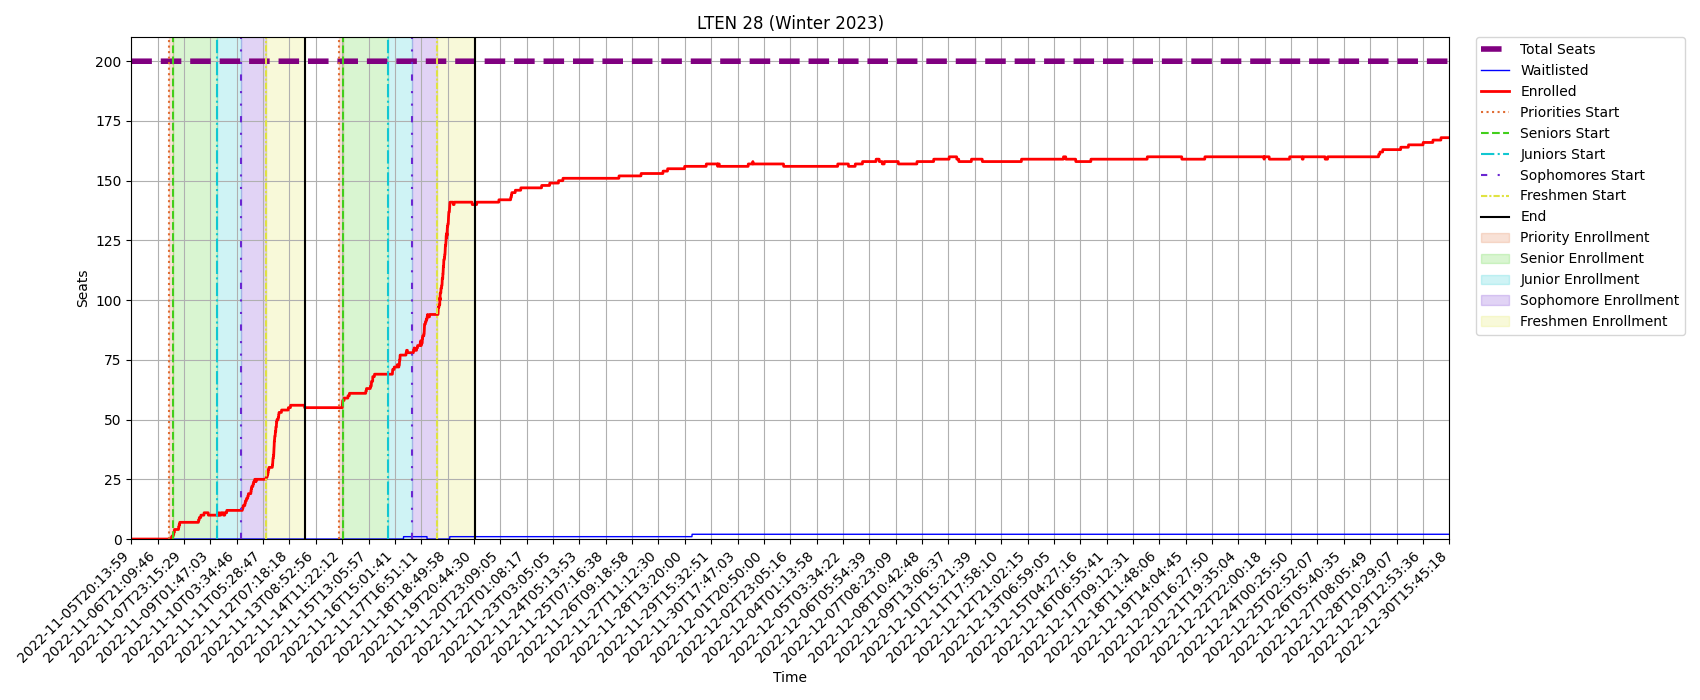 LTEN 28 (Winter 2023)
200
175
150
125
100
75
50
25
0
Seats
2022-11-05T20:13:59
2022-11-06T21:09:46
2022-11-07T23:15:29
2022-11-09T01:47:03
2022-11-10T03:34:46
2022-11-11T05:28:47
2022-11-12T07:18:18
2022-11-13T08:52:56
2022-11-14T11:22:12
2022-11-15T13:05:57
2022-11-16T15:01:41
2022-11-17T16:51:11
2022-11-18T18:49:58
2022-11-19T20:44:30
2022-11-20T23:09:05
2022-11-22T01:08:17
2022-11-23T03:05:05
2022-11-24T05:13:53
2022-11-25T07:16:38
2022-11-26T09:18:58
2022-11-27T11:12:30
2022-11-28T13:20:00
2022-11-29T15:32:51
2022-11-30T17:47:03
2022-12-01T20:50:00
2022-12-02T23:05:16
2022-12-04T01:13:58
2022-12-05T03:34:22
2022-12-06T05:54:39
2022-12-07T08:23:09
2022-12-08T10:42:48
2022-12-09T13:06:37
2022-12-10T15:21:39
2022-12-11T17:58:10
2022-12-12T21:02:15
2022-12-13T06:59:05
2022-12-15T04:27:16
2022-12-16T06:55:41
2022-12-17T09:12:31
2022-12-18T11:48:06
2022-12-19T14:04:45
2022-12-20T16:27:50
2022-12-21T19:35:04
2022-12-22T22:00:18
2022-12-24T00:25:50
2022-12-25T02:52:07
2022-12-26T05:40:35
2022-12-27T08:05:49
2022-12-28T10:29:07
2022-12-29T12:53:36
2022-12-30T15:45:18
Time
Total Seats
Waitlisted
Enrolled
Priorities Start
Seniors Start
Juniors Start
Sophomores Start
Freshmen Start
End
Priority Enrollment
Senior Enrollment
Junior Enrollment
Sophomore Enrollment
Freshmen Enrollment